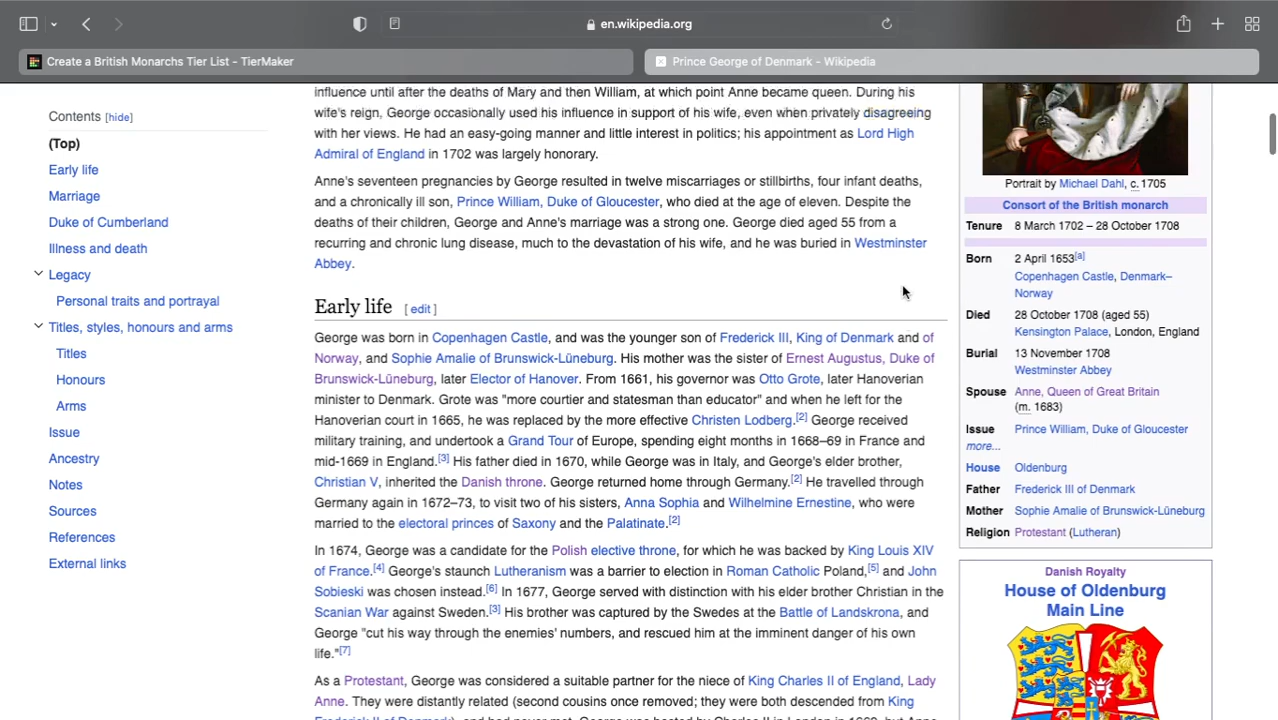 en.wikipedia.org
Create a British Monarchs Tier List - TierMaker
Prince George of Denmark - Wikipedia
Contents [hide]
(Top)
Early life
Marriage
Duke of Cumberland
Illness and death
Legacy
Personal traits and portrayal
Titles, styles, honours and arms
Titles
Honours
Arms
Issue
Ancestry
Notes
Sources
References
External links
influence until after the deaths of Mary and then William, at which point Anne became queen. During his
wife's reign, George occasionally used his influence in support of his wife, even when privately disagreeing
with her views. He had an easy-going manner and little interest in politics; his appointment as Lord High
Admiral of England in 1702 was largely honorary.
Anne's seventeen pregnancies by George resulted in twelve miscarriages or stillbirths, four infant deaths,
and a chronically ill son, Prince William, Duke of Gloucester, who died at the age of eleven. Despite the
deaths of their children, George and Anne's marriage was a strong one. George died aged 55 from a
recurring and chronic lung disease, much to the devastation of his wife, and he was buried in Westminster
Abbey.
Early life [ edit ]
George was born in Copenhagen Castle, and was the younger son of Frederick III, King of Denmark and of
Norway, and Sophie Amalie of Brunswick-Lüneburg. His mother was the sister of Ernest Augustus, Duke of
Brunswick-Lüneburg, later Elector of Hanover. From 1661, his governor was Otto Grote, later Hanoverian
minister to Denmark. Grote was "more courtier and statesman than educator" and when he left for the
Hanoverian court in 1665, he was replaced by the more effective Christen Lodberg.[2] George received
military training, and undertook a Grand Tour of Europe, spending eight months in 1668–69 in France and
mid-1669 in England.[3] His father died in 1670, while George was in Italy, and George's elder brother,
Christian V, inherited the Danish throne. George returned home through Germany.[2] He travelled through
Germany again in 1672–73, to visit two of his sisters, Anna Sophia and Wilhelmine Ernestine, who were
married to the electoral princes of Saxony and the Palatinate.[2]
In 1674, George was a candidate for the Polish elective throne, for which he was backed by King Louis XIV
of France.[4] George's staunch Lutheranism was a barrier to election in Roman Catholic Poland,[5] and John
Sobieski was chosen instead.[6] In 1677, George served with distinction with his elder brother Christian in the
Scanian War against Sweden.[3] His brother was captured by the Swedes at the Battle of Landskrona, and
George "cut his way through the enemies' numbers, and rescued him at the imminent danger of his own
life."[7]
As a Protestant, George was considered a suitable partner for the niece of King Charles II of England, Lady
Anne. They were distantly related (second cousins once removed; they were both descended from King
Portrait by Michael Dahl, c. 1705
Consort of the British monarch
Tenure 8 March 1702 – 28 October 1708
Born 2 April 1653[a]
Copenhagen Castle, Denmark–
Norway
Died 28 October 1708 (aged 55)
Kensington Palace, London, England
Burial 13 November 1708
Westminster Abbey
Spouse Anne, Queen of Great Britain
(m. 1683)
Issue Prince William, Duke of Gloucester
more...
House Oldenburg
Father Frederick III of Denmark
Mother Sophie Amalie of Brunswick-Lüneburg
Religion Protestant (Lutheran)
Danish Royalty
House of Oldenburg
Main Line